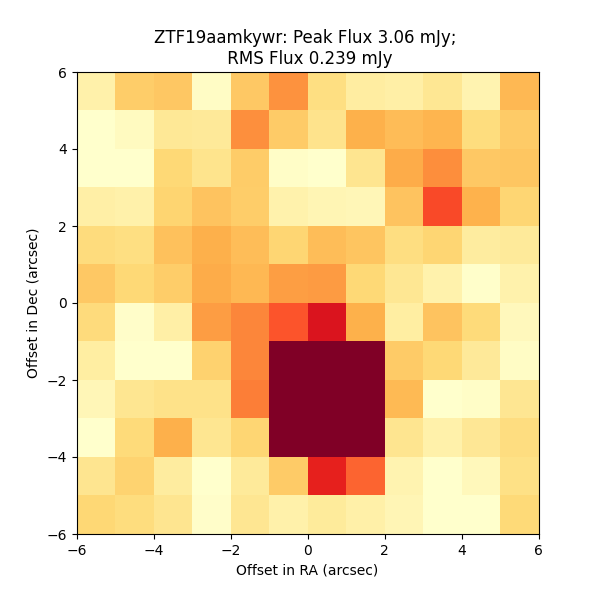 ZTF19aamkywr: Peak Flux 3.06 mJy;
RMS Flux 0.239 mJy
6
4
2
0
−2
−4
−6
Offset in Dec (arcsec)
−6 −4 −2 0 2 4 6
Offset in RA (arcsec)